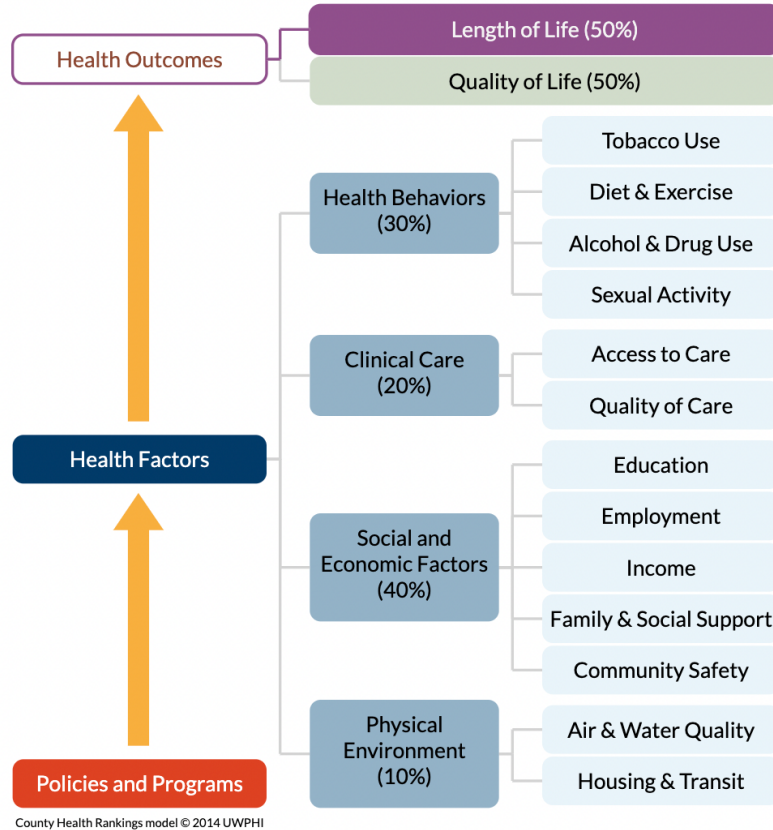 Health Outcomes
Length of Life (50%)
Quality of Life (50%)
Health Behaviors
(30%)
Tobacco Use
Diet & Exercise
Alcohol & Drug Use
Sexual Activity
Clinical Care
(20%)
Access to Care
Quality of Care
Health Factors
Social and
Economic Factors
(40%)
Education
Employment
Income
Family & Social Support
Community Safety
Physical
Environment
(10%)
Air & Water Quality
Housing & Transit
Policies and Programs
County Health Rankings model © 2014 UWPHI